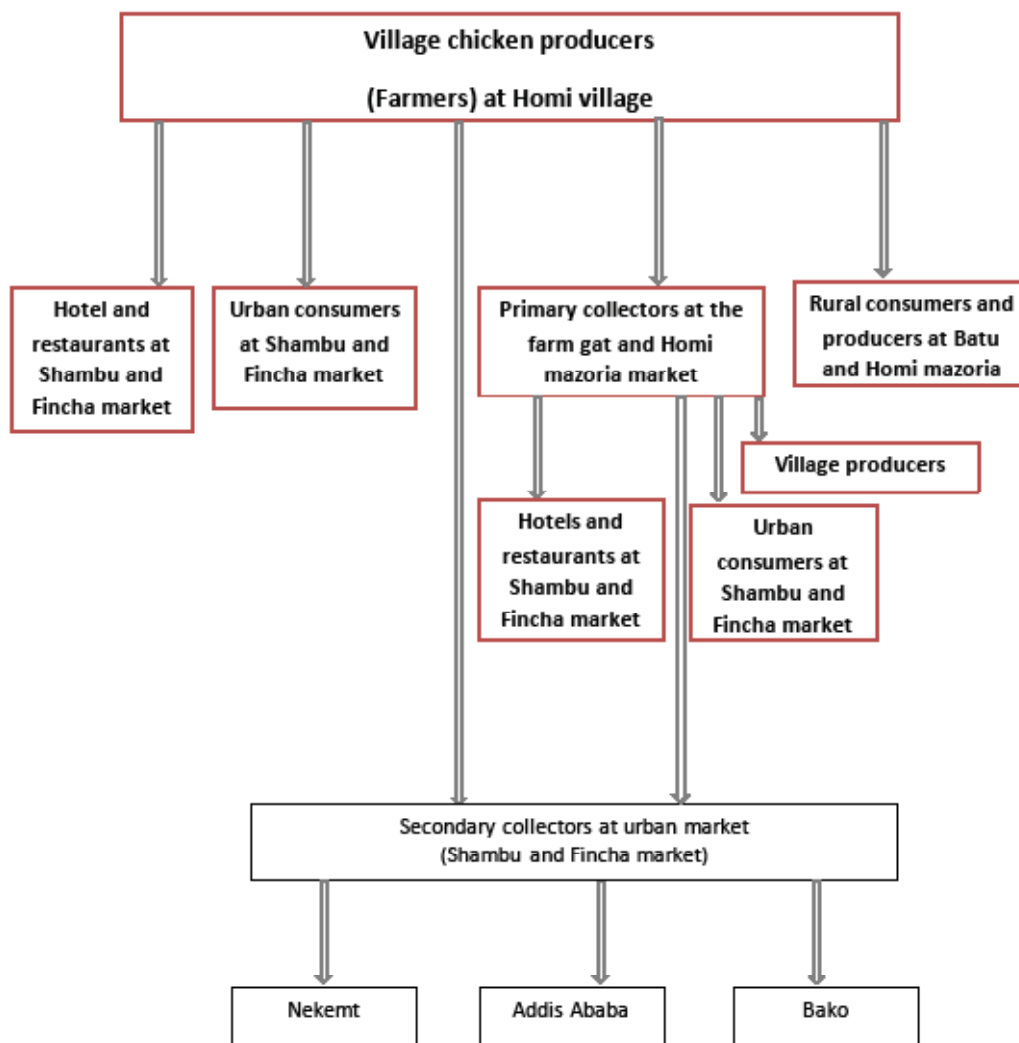 Village chicken producers
(Farmers) at Homi village
Hotel and
restaurants at
Shambu and
Fincha market
Urban consumers
at Shambu and
Fincha market
Primary collectors at the
farm gat and Homi
mazoria market
Rural consumers and
producers at Batu
and Homi mazoria
Village producers
Hotels and
restaurants at
Shambu and
Fincha market
Urban
consumers at
Shambu and
Fincha market
Secondary collectors at urban market
(Shambu and Fincha market)
Nekemt
Addis Ababa
Bako